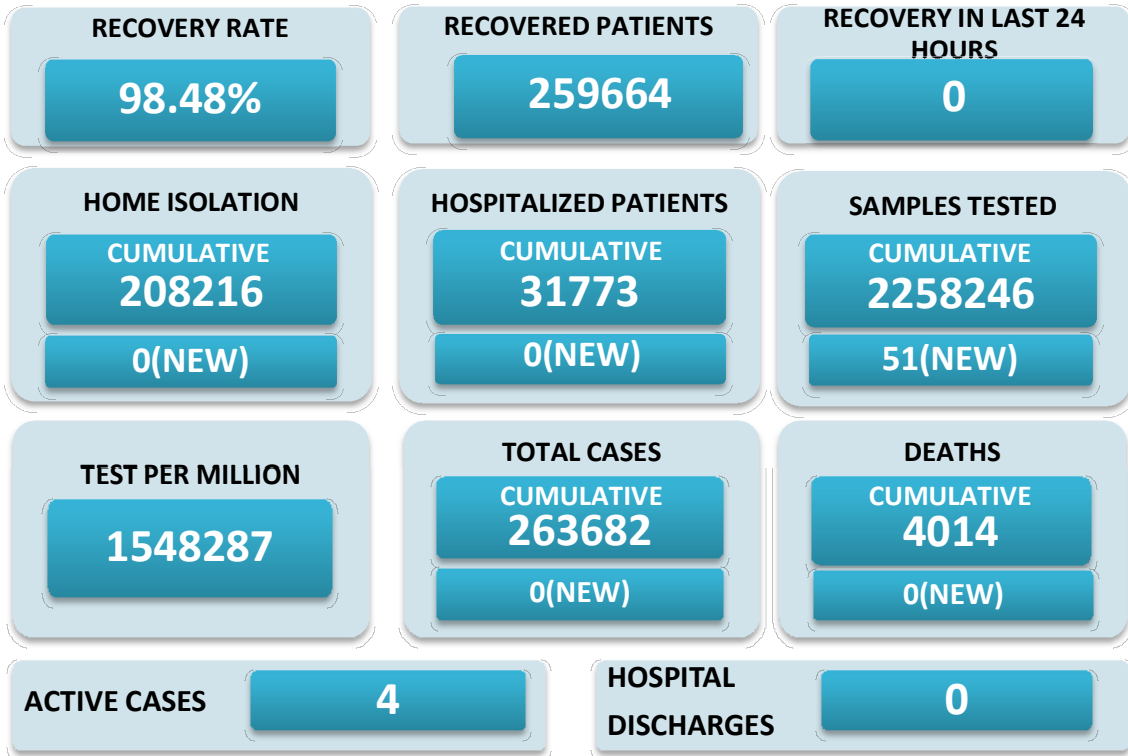 RECOVERY RATE
98.48%
RECOVERED PATIENTS
259664
RECOVERY IN LAST 24
HOURS
0
HOME ISOLATION
CUMULATIVE
208216
0(NEW)
HOSPITALIZED PATIENTS
CUMULATIVE
31773
0(NEW)
SAMPLES TESTED
CUMULATIVE
2258246
51(NEW)
TEST PER MILLION
1548287
TOTAL CASES
CUMULATIVE
263682
0(NEW)
DEATHS
CUMULATIVE
4014
0(NEW)
ACTIVE CASES
4
HOSPITAL
DISCHARGES
0